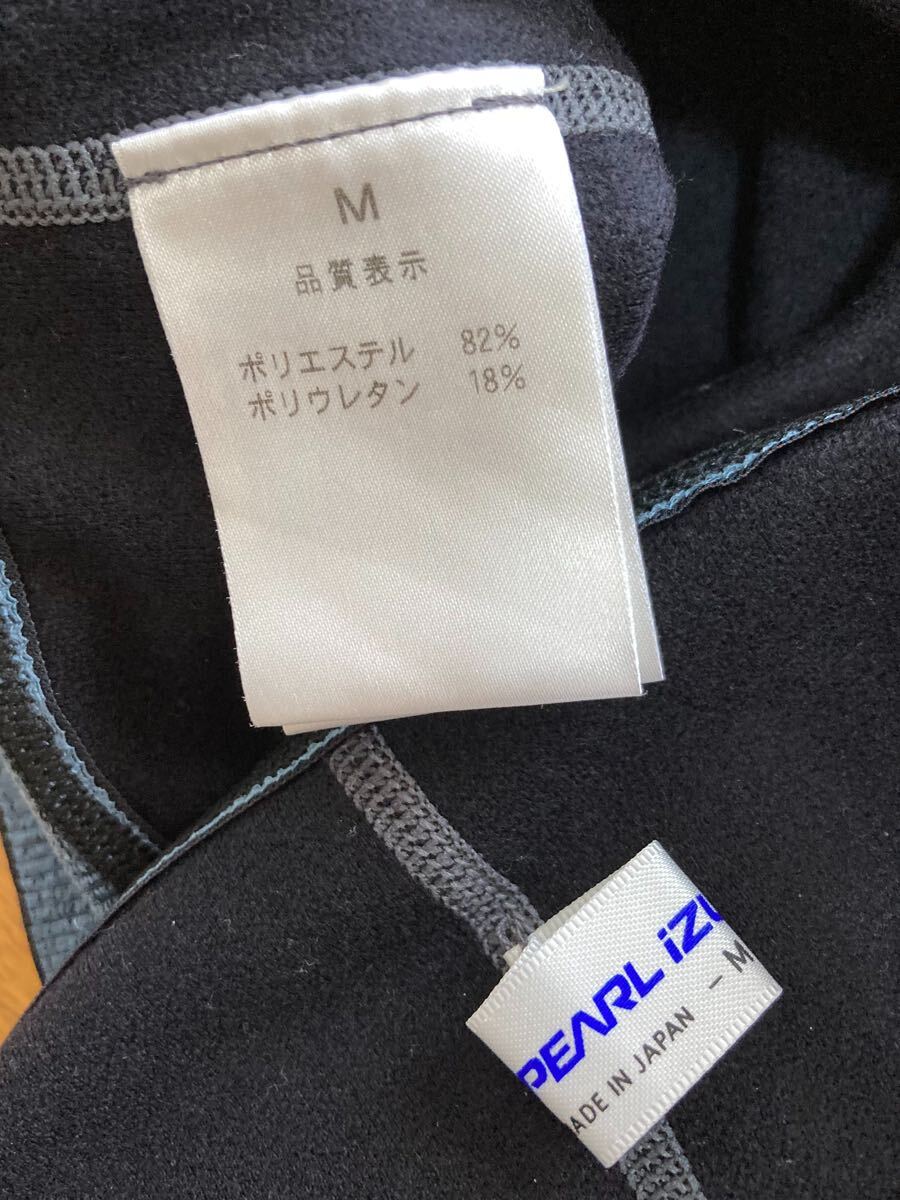 M
品質表示
ポリエステル 82%
ポリウレタン 18%
PEARL iZU
ADE IN JAPAN - M